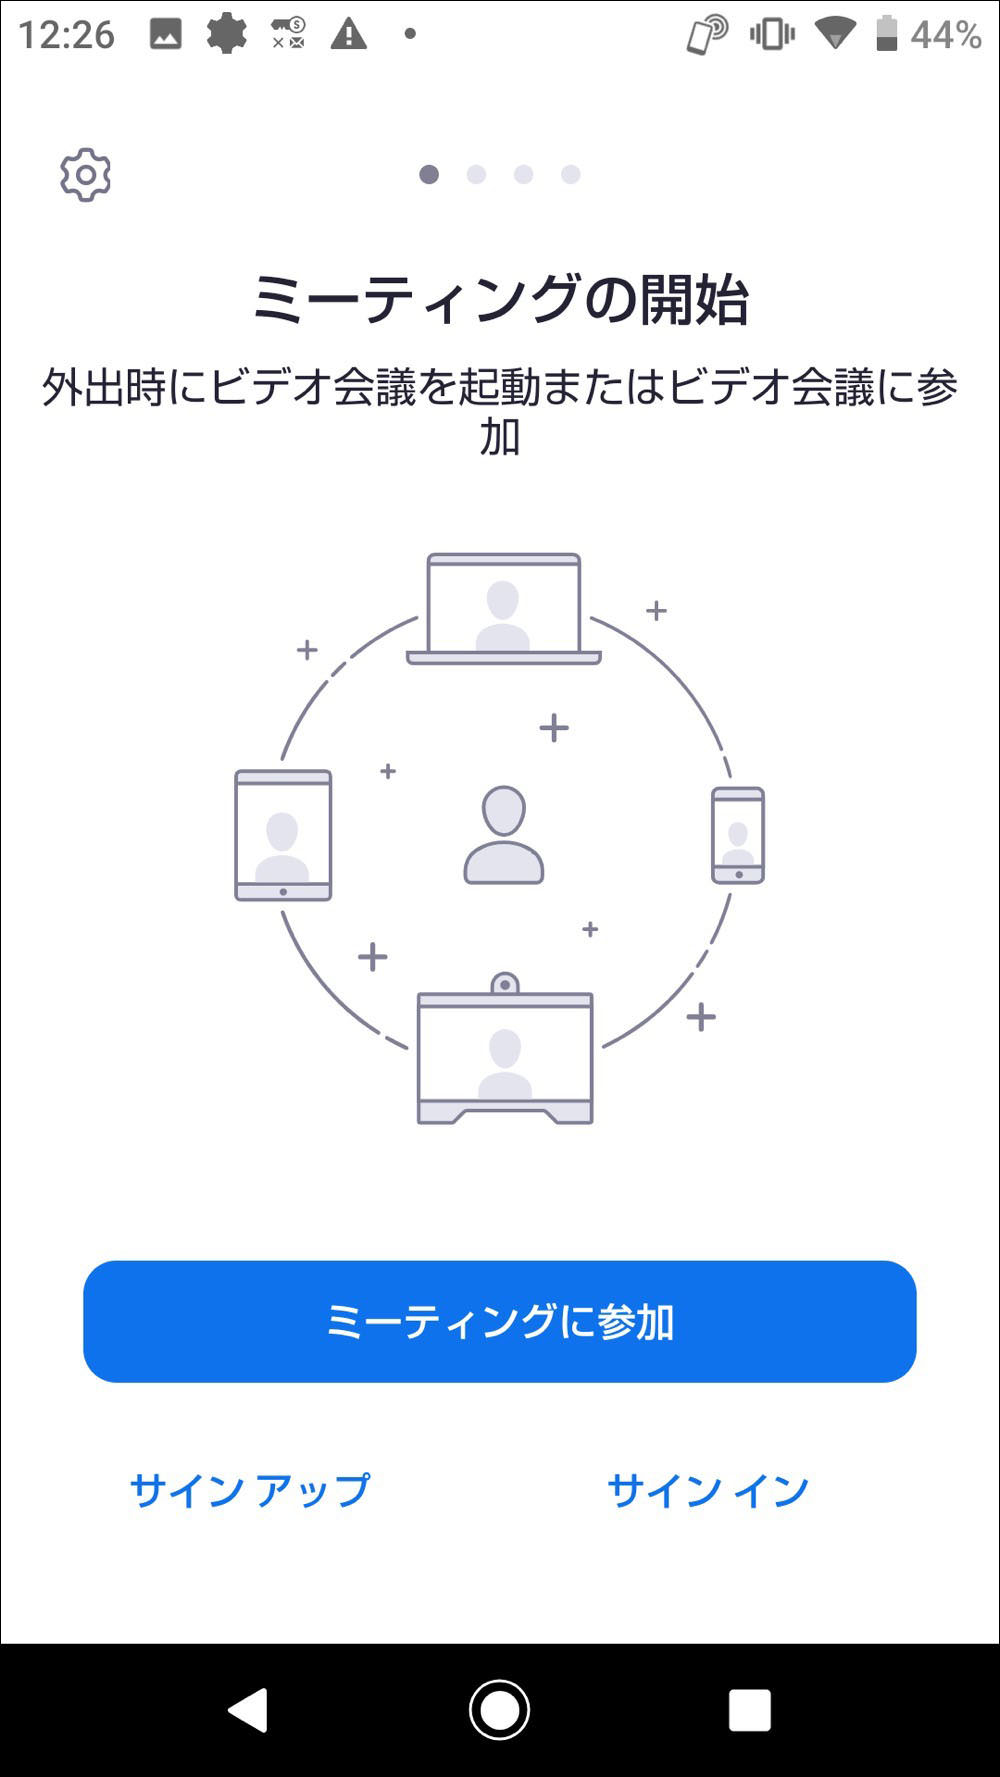 12:26
44%
ミーティングの開始
外出時にビデオ会議を起動またはビデオ会議に参
加
ミーティングに参加
サイン アップ
サイン イン